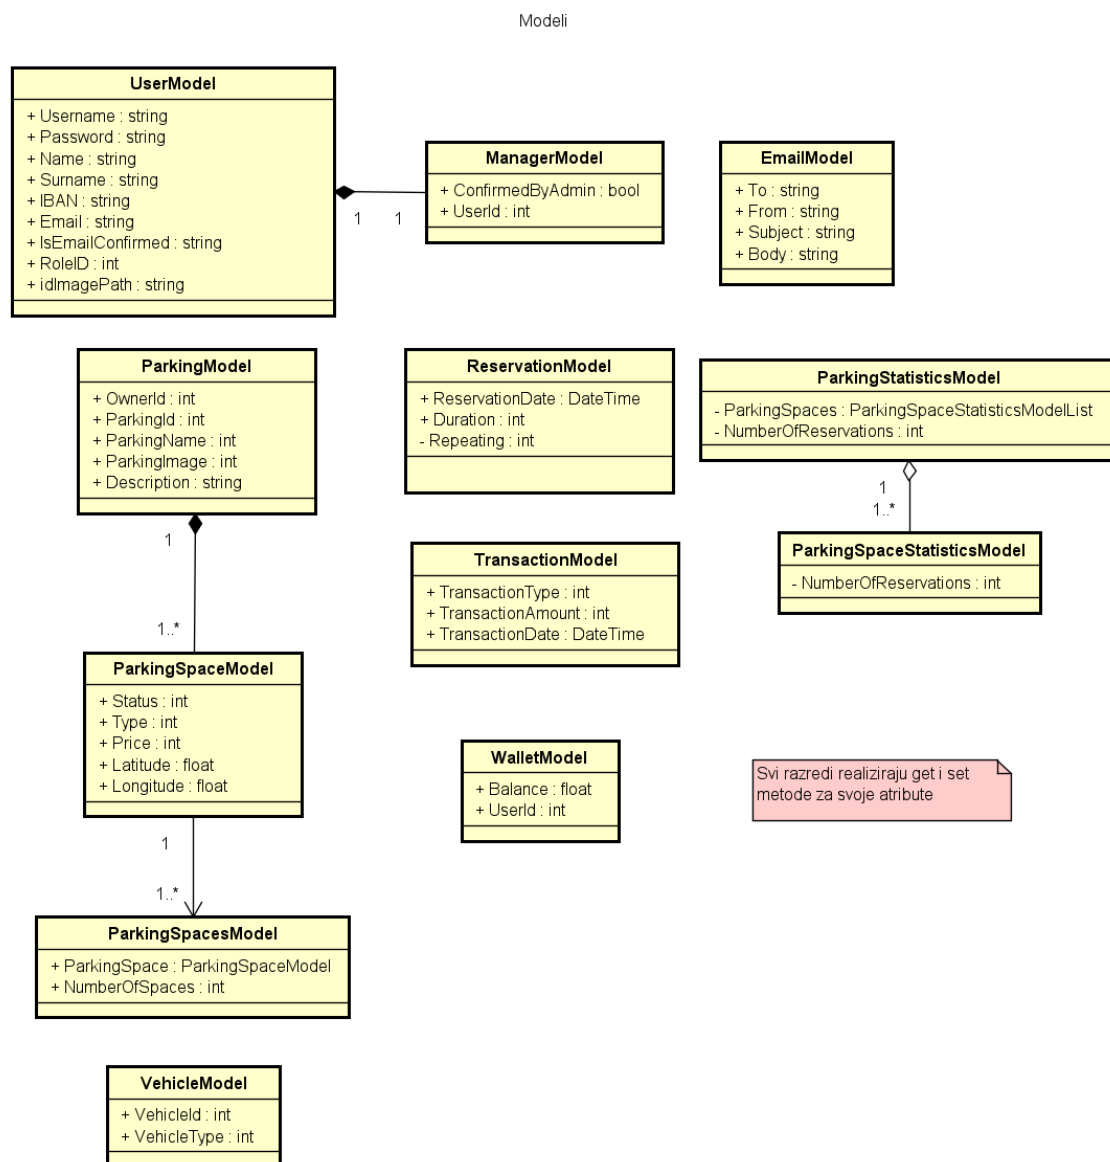 Modeli
UserModel
+ Username : string
+ Password : string
+ Name : string
+ Surname : string
+ IBAN : string
+ Email : string
+ IsEmailConfirmed : string
+ RoleID : int
+ idImagePath : string
1
1
ManagerModel
+ ConfirmedByAdmin : bool
+ UserId : int
EmailModel
+ To : string
+ From : string
+ Subject : string
+ Body : string
ParkingModel
+ OwnerId : int
+ ParkingId : int
+ ParkingName : int
+ ParkingImage : int
+ Description : string
1
1..*
ReservationModel
+ ReservationDate : DateTime
+ Duration : int
- Repeating : int
ParkingStatisticsModel
- ParkingSpaces : ParkingSpaceStatisticsModelList
- NumberOfReservations : int
1
1..*
ParkingSpaceStatisticsModel
- NumberOfReservations : int
TransactionModel
+ TransactionType : int
+ TransactionAmount : int
+ TransactionDate : DateTime
ParkingSpaceModel
+ Status : int
+ Type : int
+ Price : int
+ Latitude : float
+ Longitude : float
1
1..*
WalletModel
+ Balance : float
+ UserId : int
Svi razredi realiziraju get i set
metode za svoje atribute
ParkingSpacesModel
+ ParkingSpace : ParkingSpaceModel
+ NumberOfSpaces : int
VehicleModel
+ VehicleId : int
+ VehicleType : int